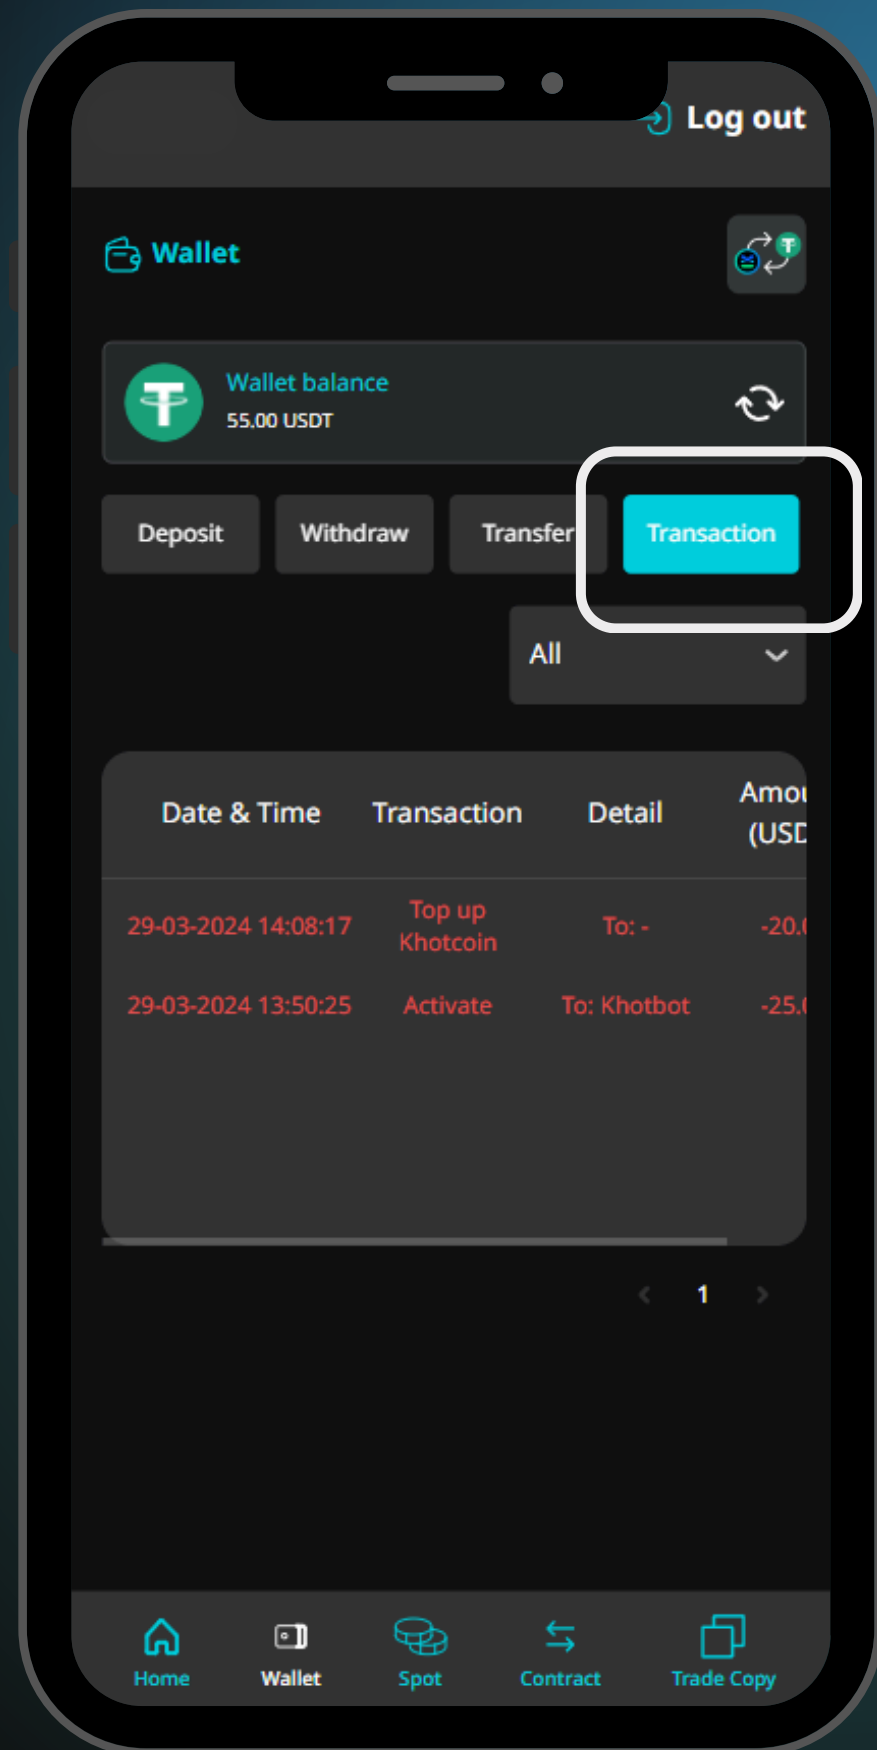 Log out
Wallet
Wallet balance
55.00 USDT
Deposit Withdraw Transfer Transaction
All
Date & Time Transaction Detail
29-03-2024 14:08:17 Top up Khotcoin To: -
29-03-2024 13:50:25 Activate To: Khotbot
1
Home Wallet Spot Contract Trade Copy